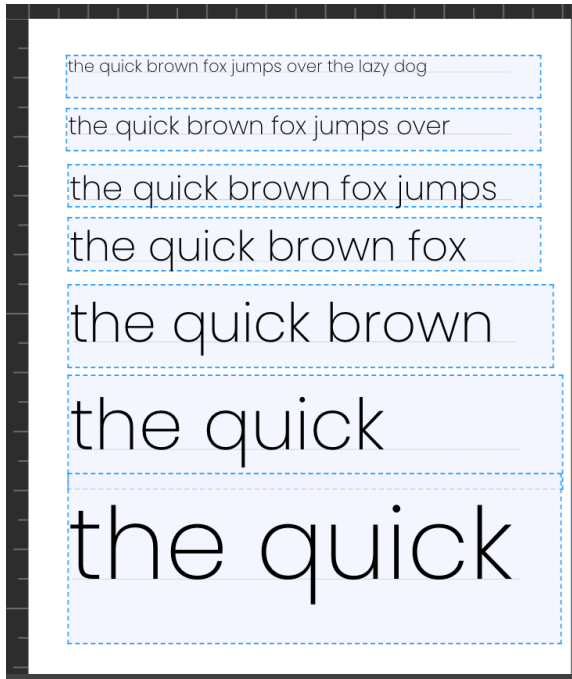 the quick brown fox jumps over the lazy dog
the quick brown fox jumps over
the quick brown fox jumps
the quick brown fox
the quick brown
the quick
the quick